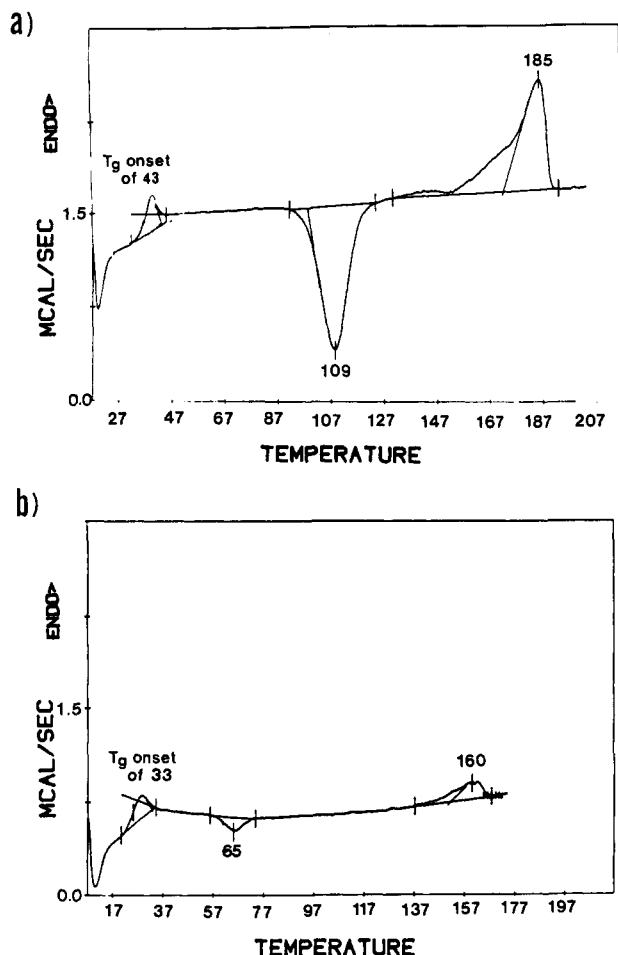 a)
185
ENDO>
Tg onset
of 43
1.5
MCAL/SEC
109
0.0
27 47 67 87 107 127 147 167 187 207
TEMPERATURE
b)
ENDO>
1.5
MCAL/SEC
Tg onset
of 33
160
65
0.0
17 37 57 77 97 117 137 157 177 197
TEMPERATURE